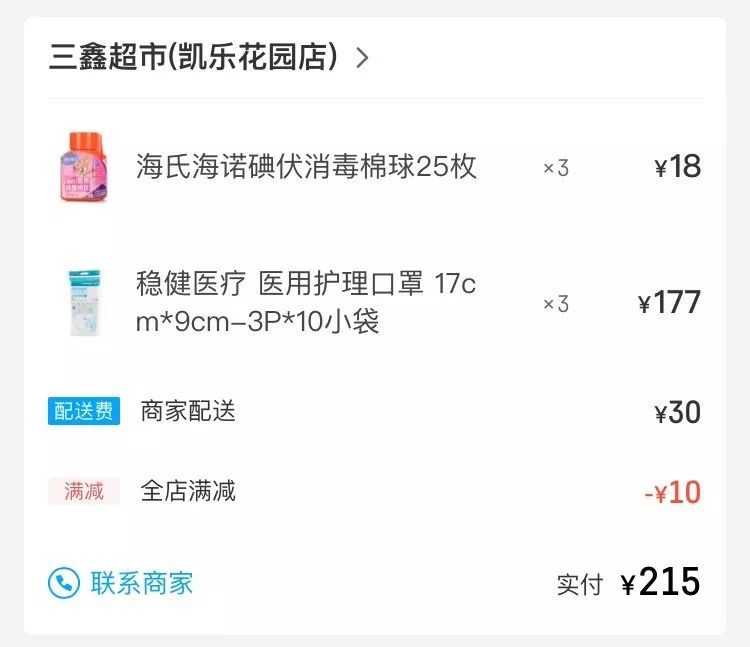 三鑫超市(凯乐花园店)
海氏海诺碘伏消毒棉球25枚 ×3 ¥18
稳健医疗 医用护理口罩 17c
m*9cm-3P*10小袋 ×3 ¥177
配送费 商家配送 ¥30
满减 全店满减 -¥10
联系商家 实付 ¥215